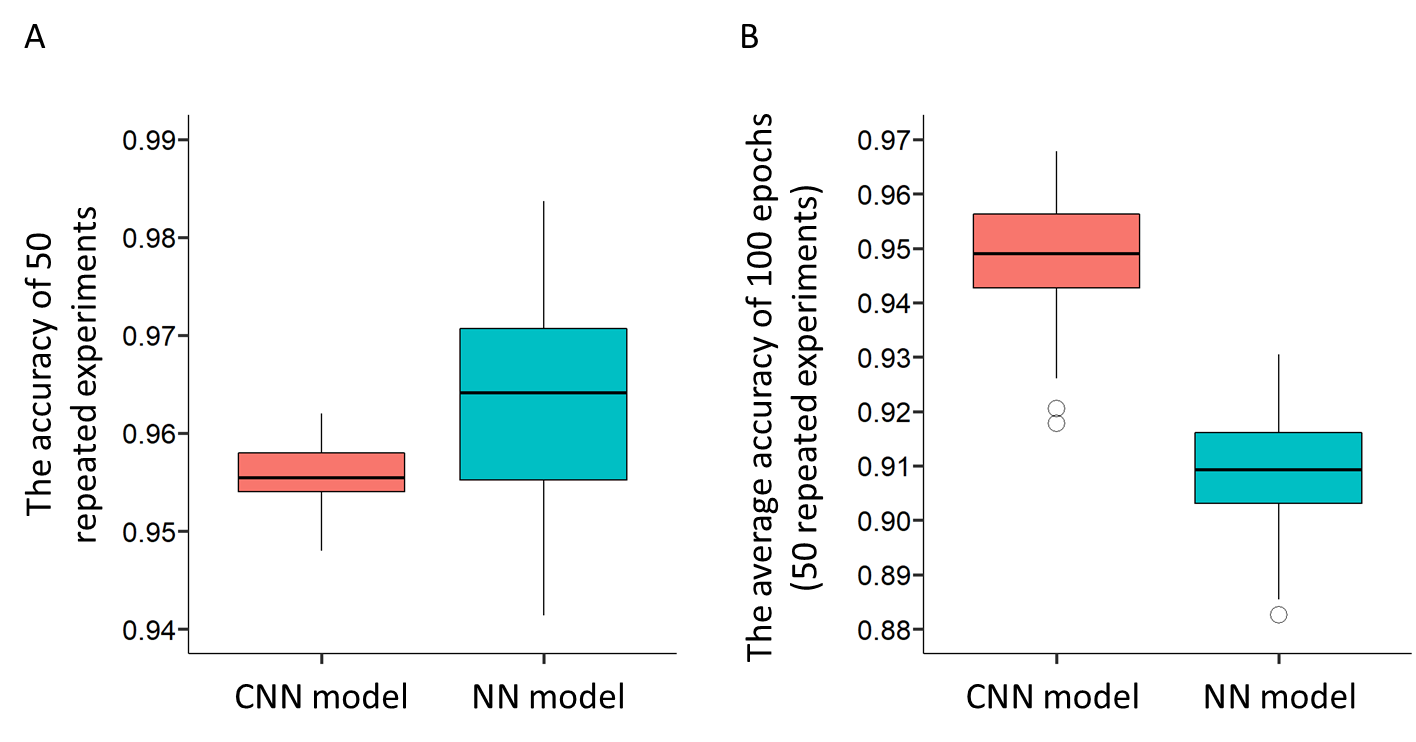 A
The accuracy of 50
repeated experiments
0.99
0.98
0.97
0.96
0.95
0.94
CNN model
NN model
B
The average accuracy of 100 epochs
(50 repeated experiments)
0.97
0.96
0.95
0.94
0.93
0.92
0.91
0.90
0.89
0.88
CNN model
NN model